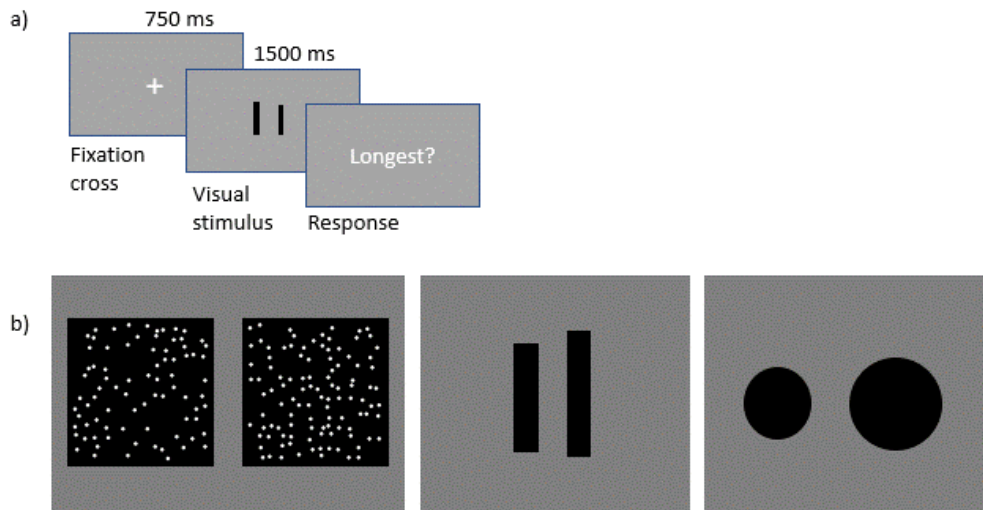 a)
750 ms
1500 ms
Longest?
Fixation
cross
Visual
stimulus
Response
b)